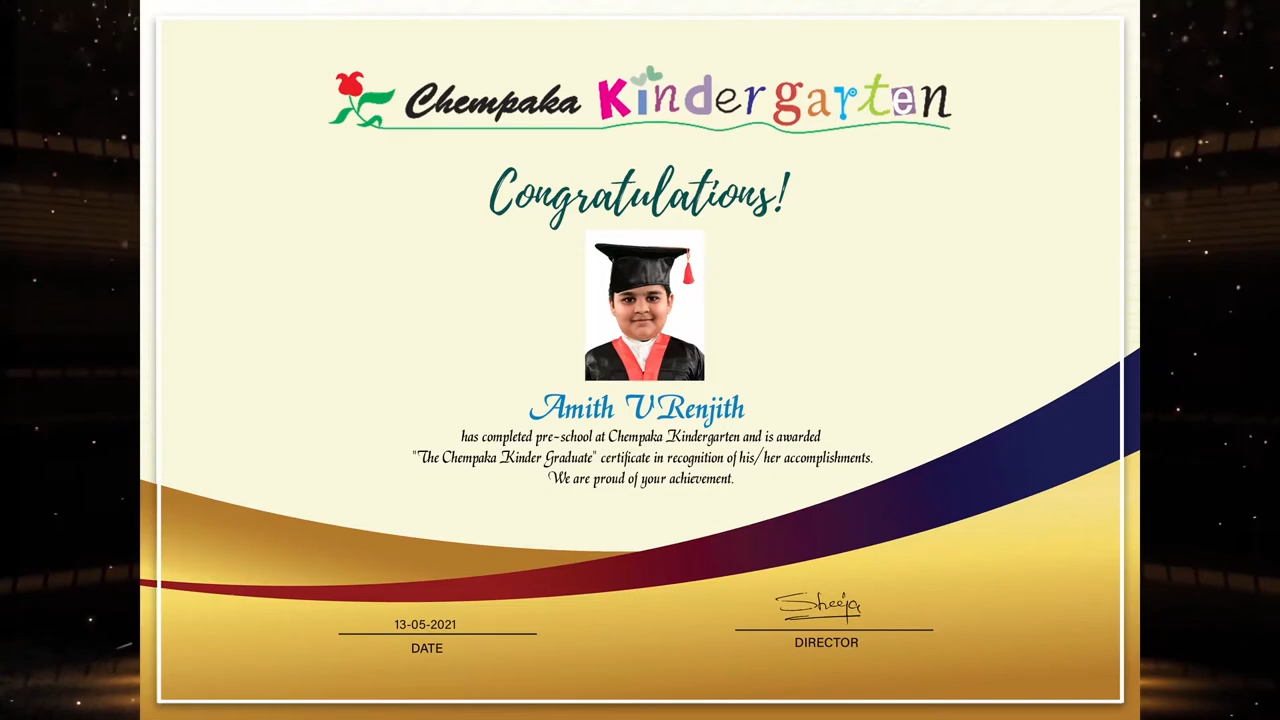 Chempaka Kindergarten
Congratulations!
Amith V Renjith
has completed pre-school at Chempaka Kindergarten and is awarded
"The Chempaka Kinder Graduate" certificate in recognition of his/her accomplishments.
We are proud of your achievement.
13-05-2021
DATE
Sheeja
DIRECTOR